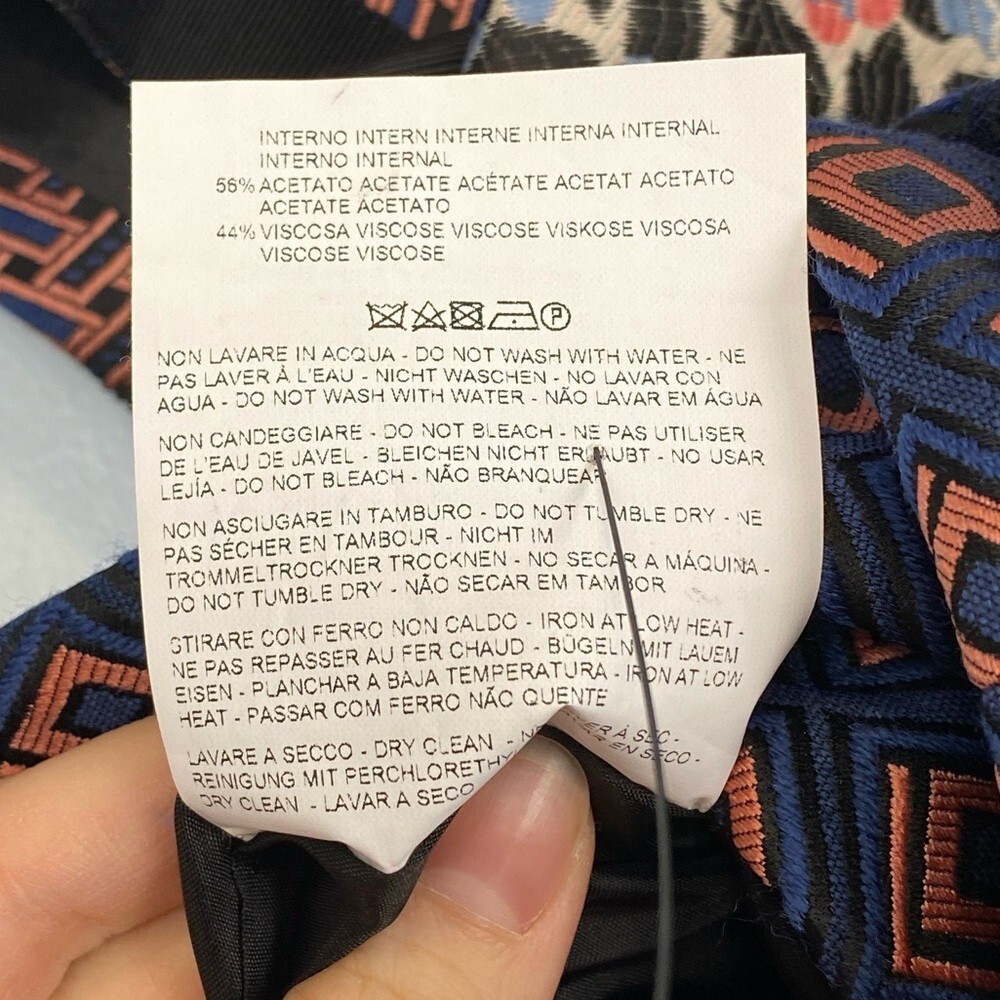 INTERNO INTERN INTERNE INTERNA INTERNAL
INTERNO INTERNAL
56% ACETATO ACETATE ACÉTATE ACETAT ACETATO
ACETATE ACETATO
44% VISCOSA VISCOSE VISCOSE VISKOSE VISCOSA
VISCOSE VISCOSE
P
NON LAVARE IN ACQUA - DO NOT WASH WITH WATER - NE
PAS LAVER À L'EAU - NICHT WASCHEN - NO LAVAR CON
AGUA - DO NOT WASH WITH WATER - NÃO LAVAR EM ÁGUA
NON CANDEGGIARE - DO NOT BLEACH - NE PAS UTILISER
DE L'EAU DE JAVEL - BLEICHEN NICHT ERLAUBT - NO USAR
LEJÍA - DO NOT BLEACH - NÃO BRANQUEAR
NON ASCIUGARE IN TAMBURO - DO NOT TUMBLE DRY - NE
PAS SÉCHER EN TAMBOUR - NICHT IM
TROMMELTROCKNER TROCKNEN - NO SECAR A MÁQUINA -
DO NOT TUMBLE DRY - NÃO SECAR EM TAMBOR
STIRARE CON FERRO NON CALDO - IRON AT LOW HEAT -
NE PAS REPASSER AU FER CHAUD - BÜGELN MIT LAUEM
EISEN - PLANCHAR A BAJA TEMPERATURA - IRON AT LOW
HEAT - PASSAR COM FERRO NÃO QUENTE
LAVARE A SECCO - DRY CLEAN - À SEC -
REINIGUNG MIT EN SECO -
DRY CLEAN - LAVAR A SECO